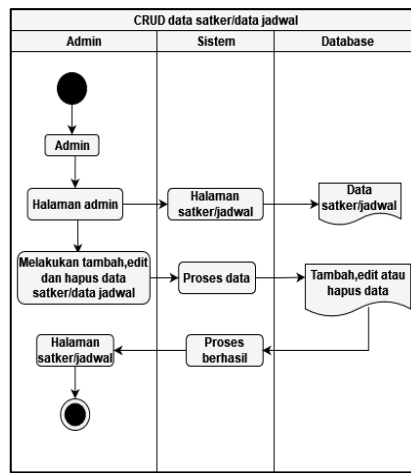 CRUD data satker/data jadwal
Admin
Sistem
Database
Admin
Halaman admin
Halaman
satker/jadwal
Data
satker/jadwal
Melakukan tambah,edit
dan hapus data
satker/data jadwal
Proses data
Tambah,edit atau
hapus data
Halaman
satker/jadwal
Proses
berhasil